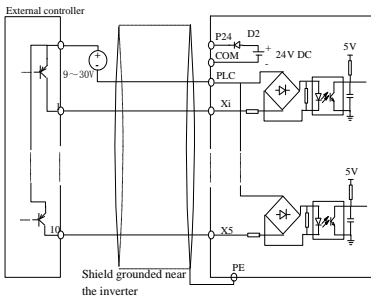 External controller
P24
D2
COM
+
24V DC
-
5V
+
-
9～30V
PLC
1
Xi
5V
10
X5
PE
Shield grounded near
the inverter